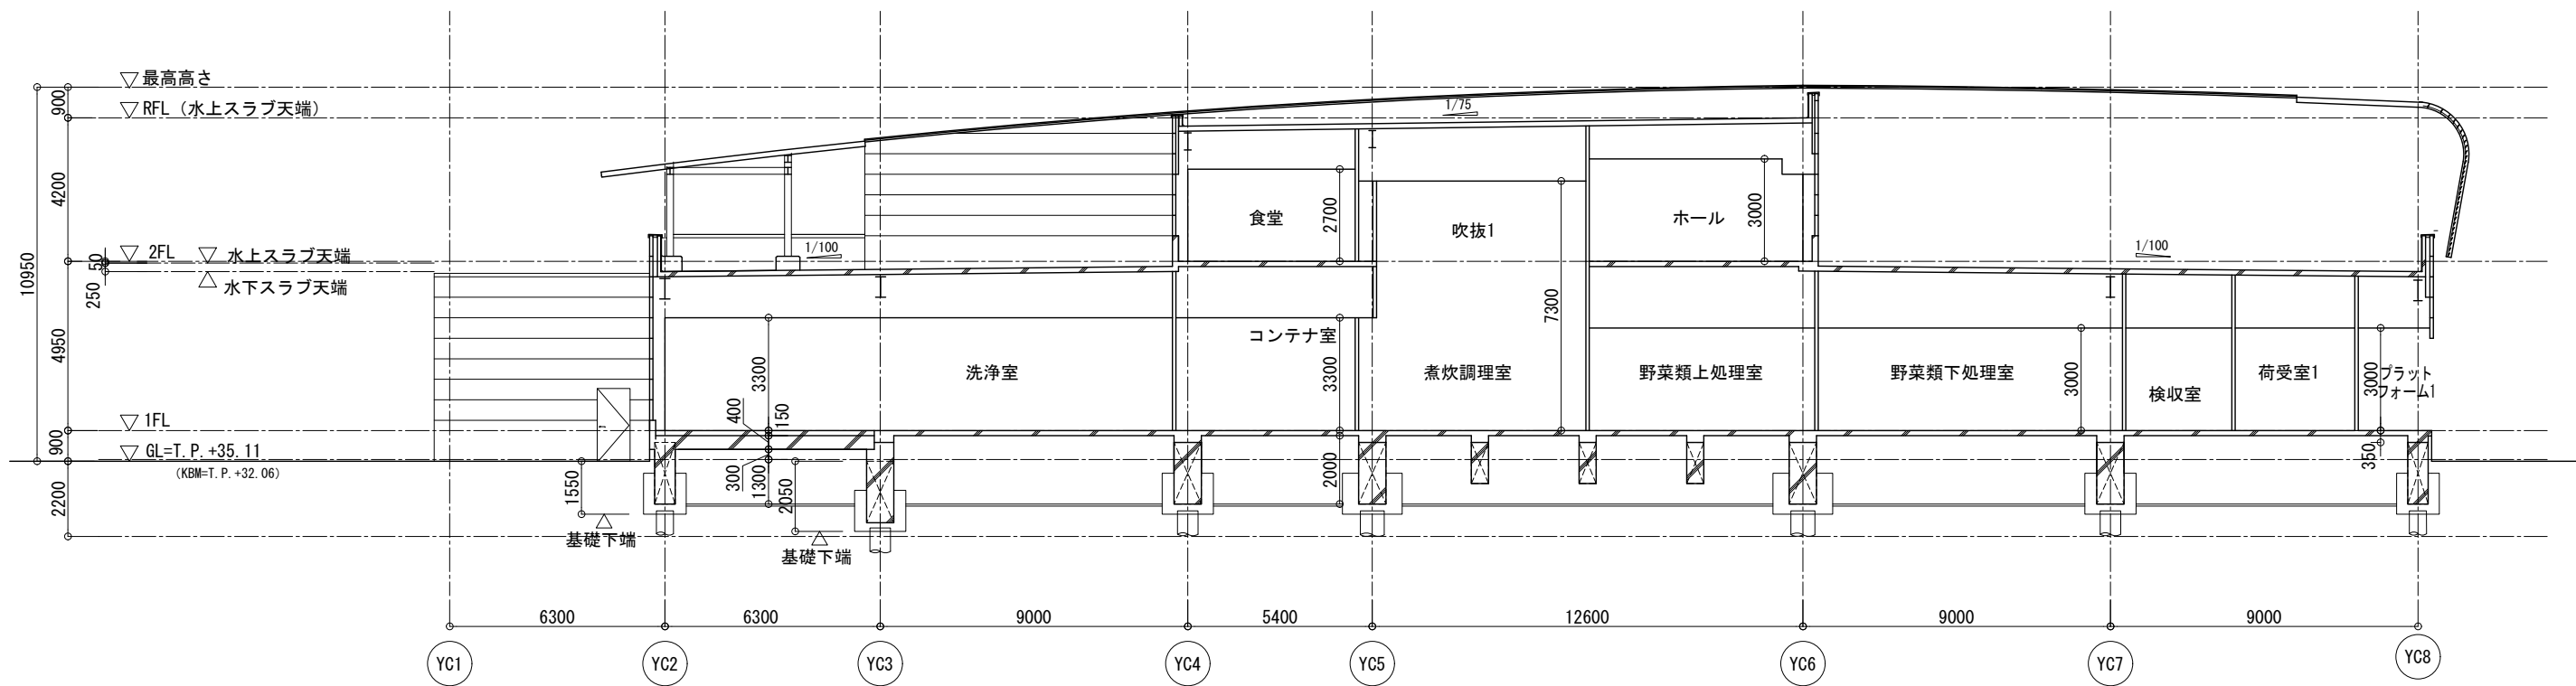 最高高さ
900
RFL（水上スラブ天端）
1/75
4200
食堂
2700
吹抜1
ホール
3000
10950
2FL
水上スラブ天端
50
250
水下スラブ天端
1/100
1/100
7300
4950
コンテナ室
3300
洗浄室
3300
煮炊調理室
野菜類上処理室
野菜類下処理室
3000
検収室
荷受室1
3000
プラット
フォーム1
400
150
1FL
900
GL=T.P.+35.11
(KBM=T.P.+32.06)
2200
1550
基礎下端
300
1300
2050
基礎下端
2000
350
6300
6300
9000
5400
12600
9000
9000
YC1
YC2
YC3
YC4
YC5
YC6
YC7
YC8